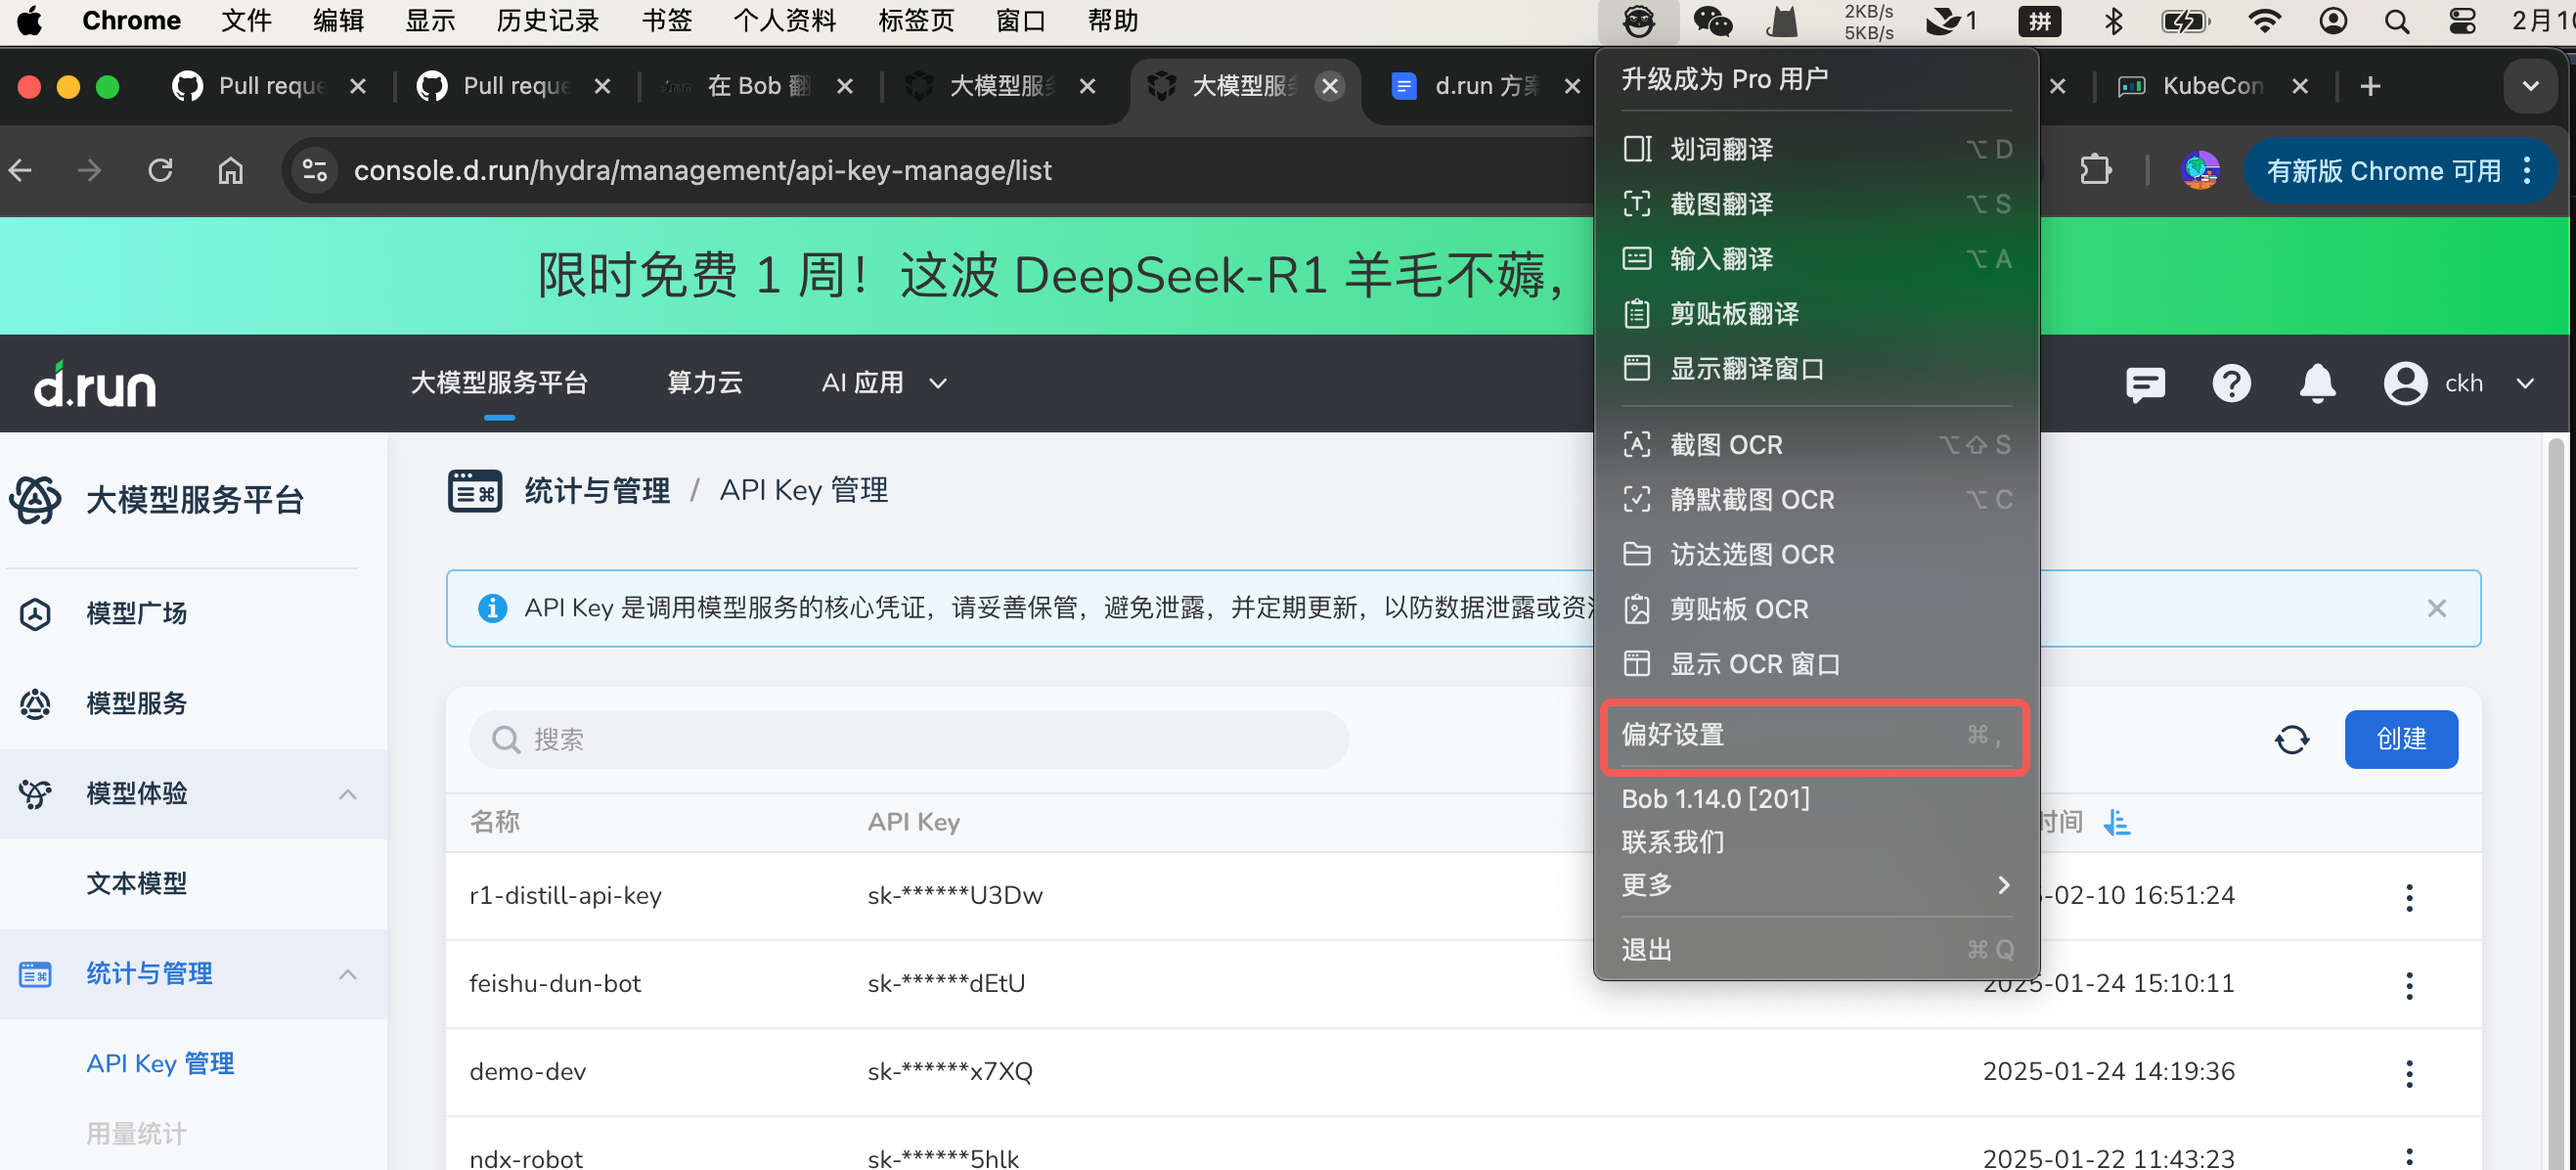 Chrome 文件 编辑 显示 历史记录 书签 个人资料 标签页 窗口 帮助 2KB/s 5KB/s 1 拼 2月1
Pull reque Pull reque 在 Bob 翻 大模型服务 大模型服务 d.run 方案 KubeCon
console.d.run/hydra/management/api-key-manage/list 有新版 Chrome 可用
限时免费 1 周！这波 DeepSeek-R1 羊毛不薅，
d.run 大模型服务平台 算力云 AI 应用 ckh
大模型服务平台
模型广场
模型服务
模型体验
文本模型
统计与管理
API Key 管理
用量统计
统计与管理 / API Key 管理
API Key 是调用模型服务的核心凭证，请妥善保管，避免泄露，并定期更新，以防数据泄露或资
搜索 创建
名称 API Key 时间
r1-distill-api-key sk-******U3Dw -02-10 16:51:24
feishu-dun-bot sk-******dEtU 2025-01-24 15:10:11
demo-dev sk-******x7XQ 2025-01-24 14:19:36
ndx-robot sk-******5hlk 2025-01-22 11:43:23
升级成为 Pro 用户
划词翻译 ⌥ D
截图翻译 ⌥ S
输入翻译 ⌥ A
剪贴板翻译
显示翻译窗口
截图 OCR ⌥⇧ S
静默截图 OCR ⌥ C
访达选图 OCR
剪贴板 OCR
显示 OCR 窗口
偏好设置 ⌘ ,
Bob 1.14.0 [201]
联系我们
更多
退出 ⌘ Q